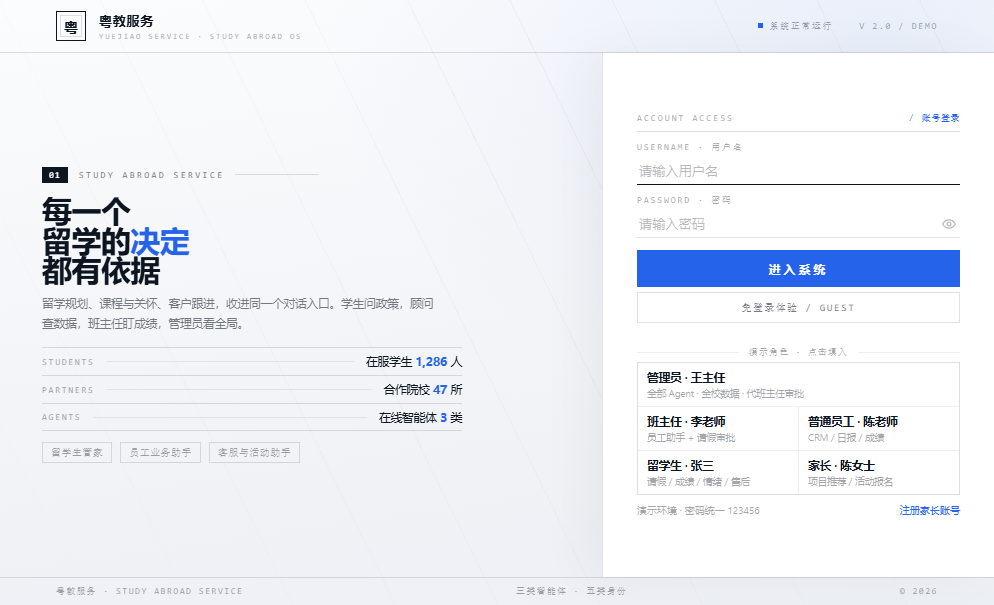 粤
粤教服务
YUEJIAO SERVICE · STUDY ABROAD OS
系统正常运行
V 2.0 / DEMO
01 STUDY ABROAD SERVICE
每一个
留学的决定
都有依据
留学规划、课程与关怀、客户跟进，收进同一个对话入口。学生问政策，顾问
查数据，班主任盯成绩，管理员看全局。
STUDENTS 在服学生 1,286 人
PARTNERS 合作院校 47 所
AGENTS 在线智能体 3 类
留学生管家 员工业务助手 客服与活动助手
ACCOUNT ACCESS / 账号登录
USERNAME · 用户名
请输入用户名
PASSWORD · 密码
请输入密码
进入系统
免登录体验 / GUEST
演示角色 · 点击填入
管理员 · 王主任
全部 Agent · 全校数据 · 代班主任审批
班主任 · 李老师
员工助手 + 请假审批
普通员工 · 陈老师
CRM / 日报 / 成绩
留学生 · 张三
请假 / 成绩 / 情绪 / 售后
家长 · 陈女士
项目推荐 / 活动报名
演示环境 · 密码统一 123456
注册家长账号
粤教服务 · STUDY ABROAD SERVICE
三类智能体 · 五类身份
© 2026